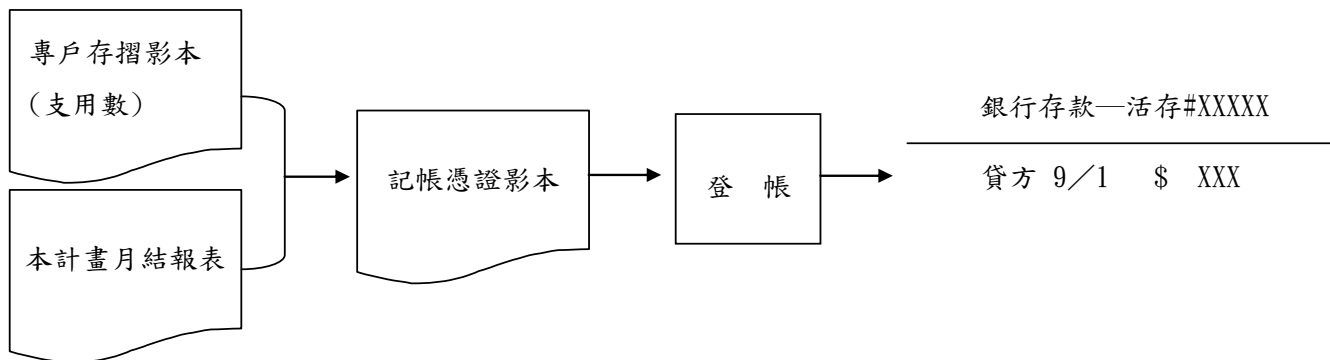 專戶存摺影本
(支用數)
本計畫月結報表
記帳憑證影本
登 帳
銀行存款—活存#XXXXX
貸方 9/1 $ XXX